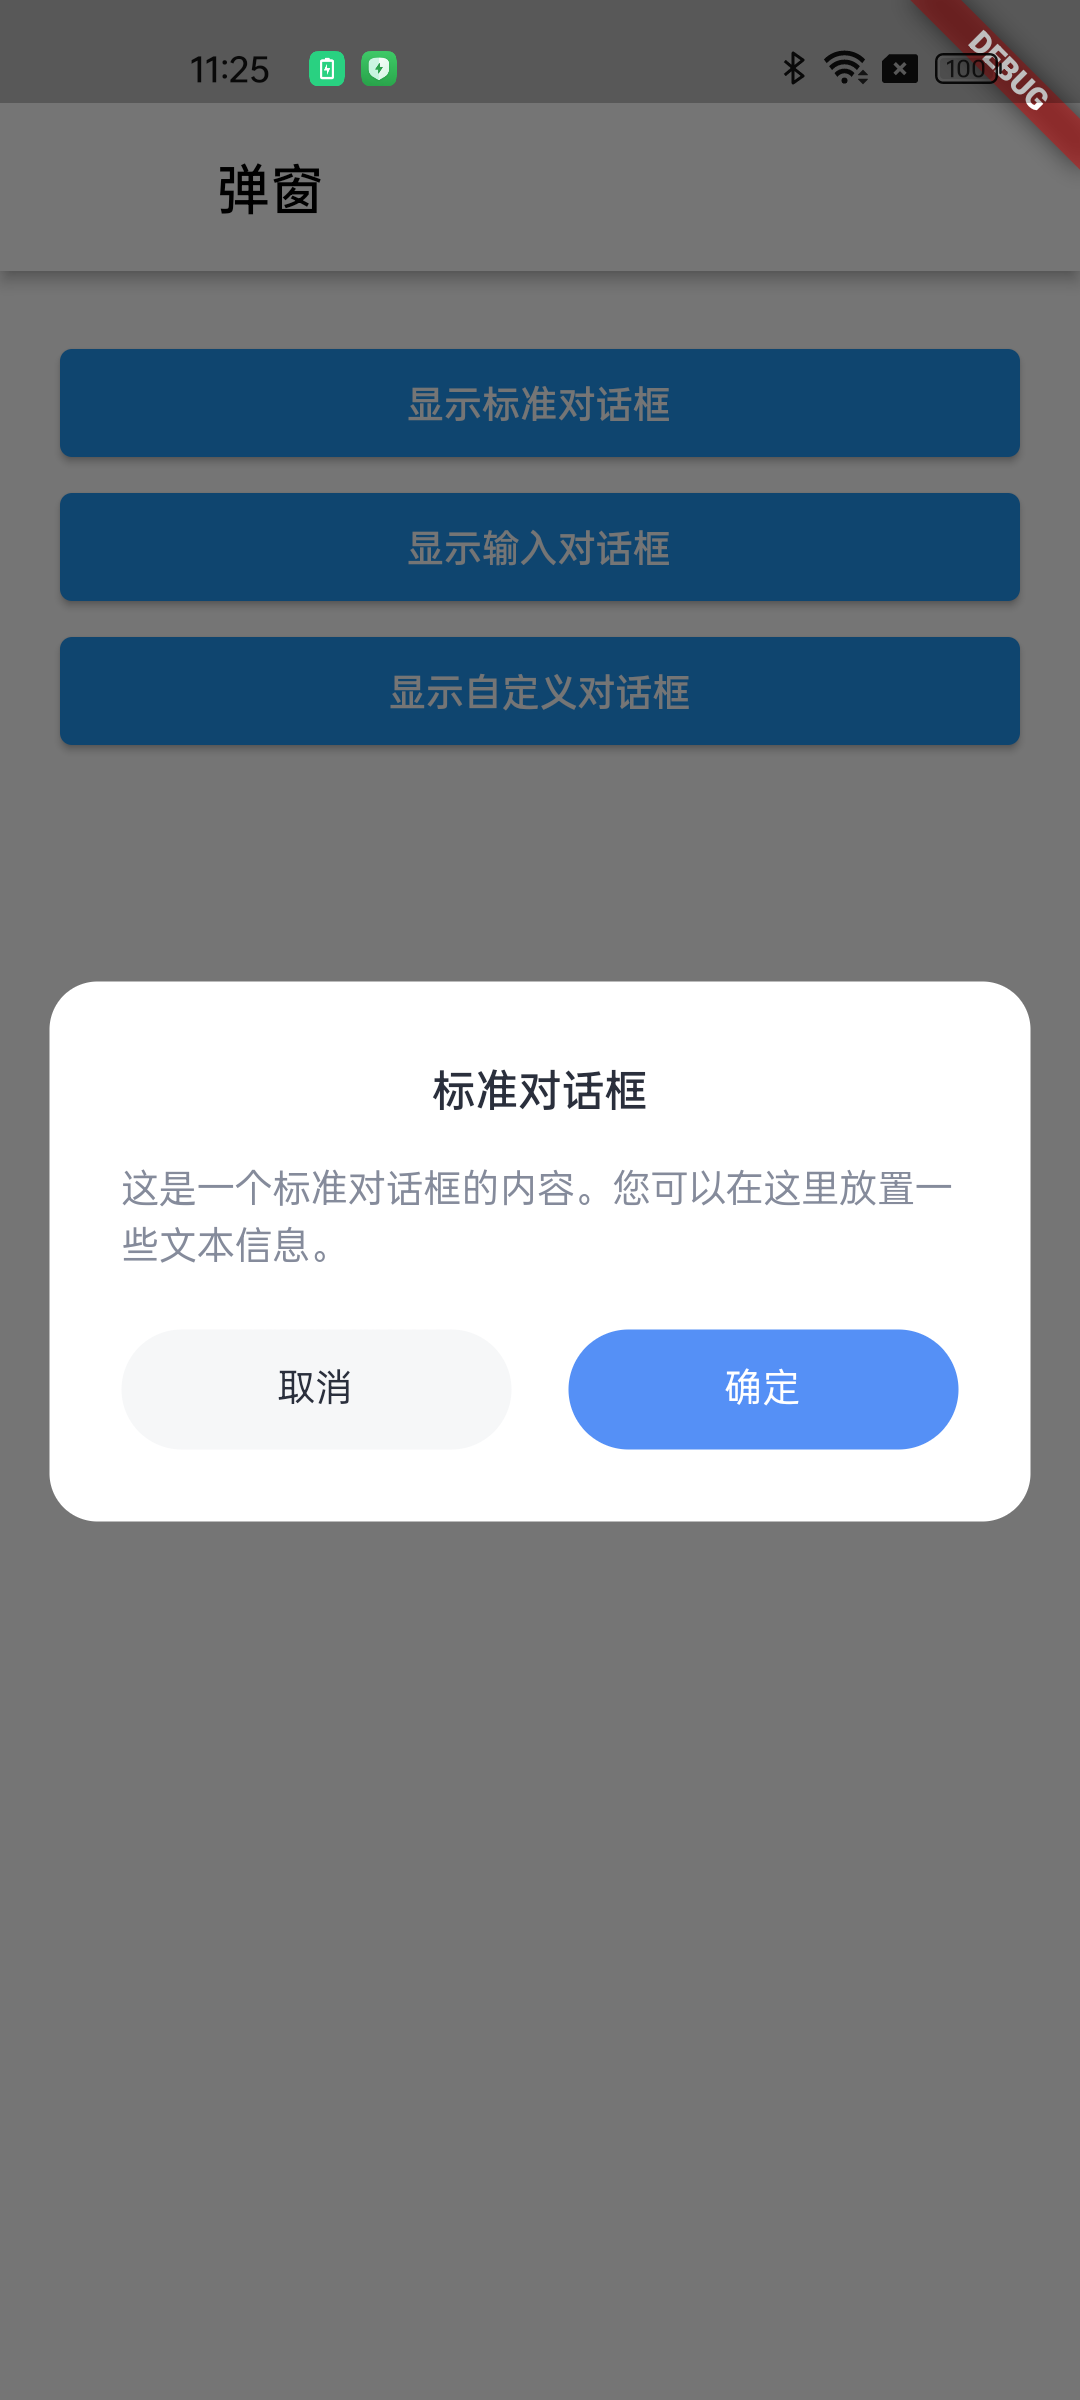 11:25
100
DEBUG
弹窗
显示标准对话框
显示输入对话框
显示自定义对话框
标准对话框
这是一个标准对话框的内容。您可以在这里放置一
些文本信息。
取消
确定